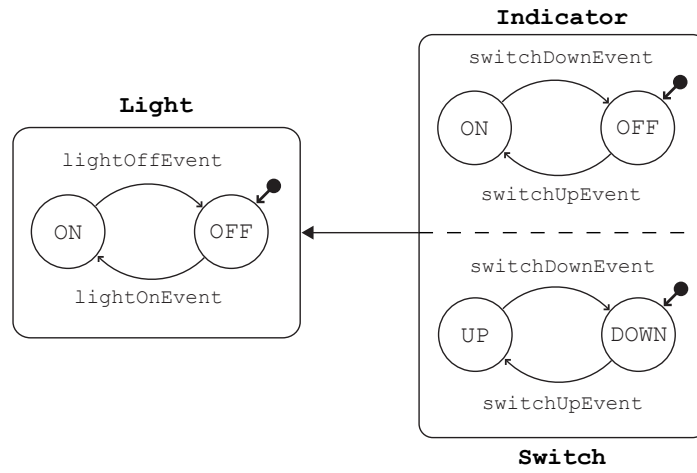 Light
lightOffEvent
ON
OFF
lightOnEvent
Indicator
switchDownEvent
ON
OFF
switchUpEvent
switchDownEvent
UP
DOWN
switchUpEvent
Switch